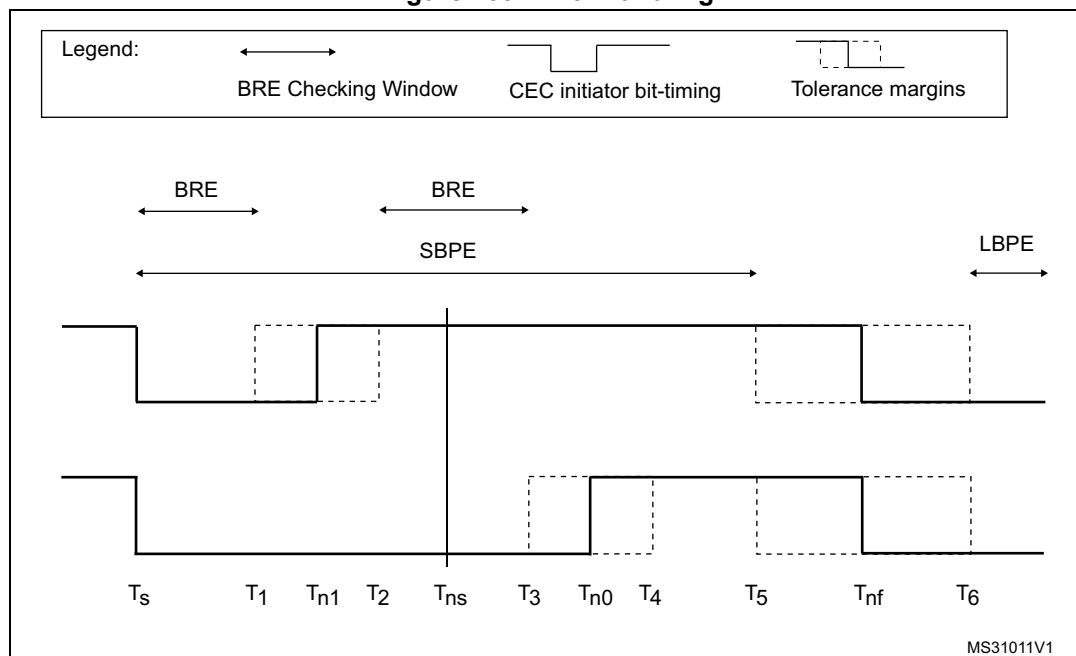 Legend:
BRE Checking Window
CEC initiator bit-timing
Tolerance margins
BRE
BRE
SBPE
LBPE
Ts T1 Tn1 T2 Tns T3 Tn0 T4 T5 Tnf T6
MS31011V1